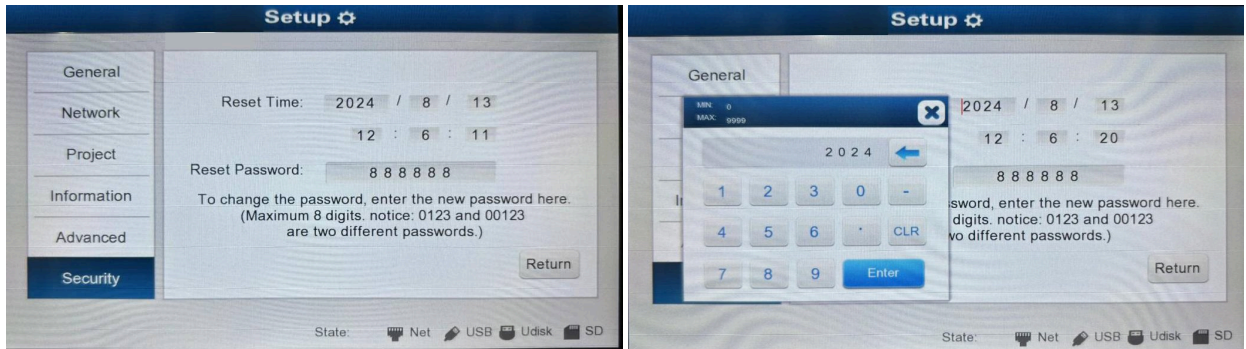 Setup
General
Network
Project
Information
Advanced
Security
Reset Time: 2024 / 8 / 13
12 : 6 : 11
Reset Password: 888888
To change the password, enter the new password here.
(Maximum 8 digits. notice: 0123 and 00123
are two different passwords.)
Return
State: Net USB Udisk SD
Setup
General
MIN: 0
MAX: 9999
2024
1 2 3 0 -
4 5 6 . CLR
7 8 9 Enter
2024 / 8 / 13
12 : 6 : 20
888888
sword, enter the new password here.
digits. notice: 0123 and 00123
wo different passwords.)
Return
State: Net USB Udisk SD